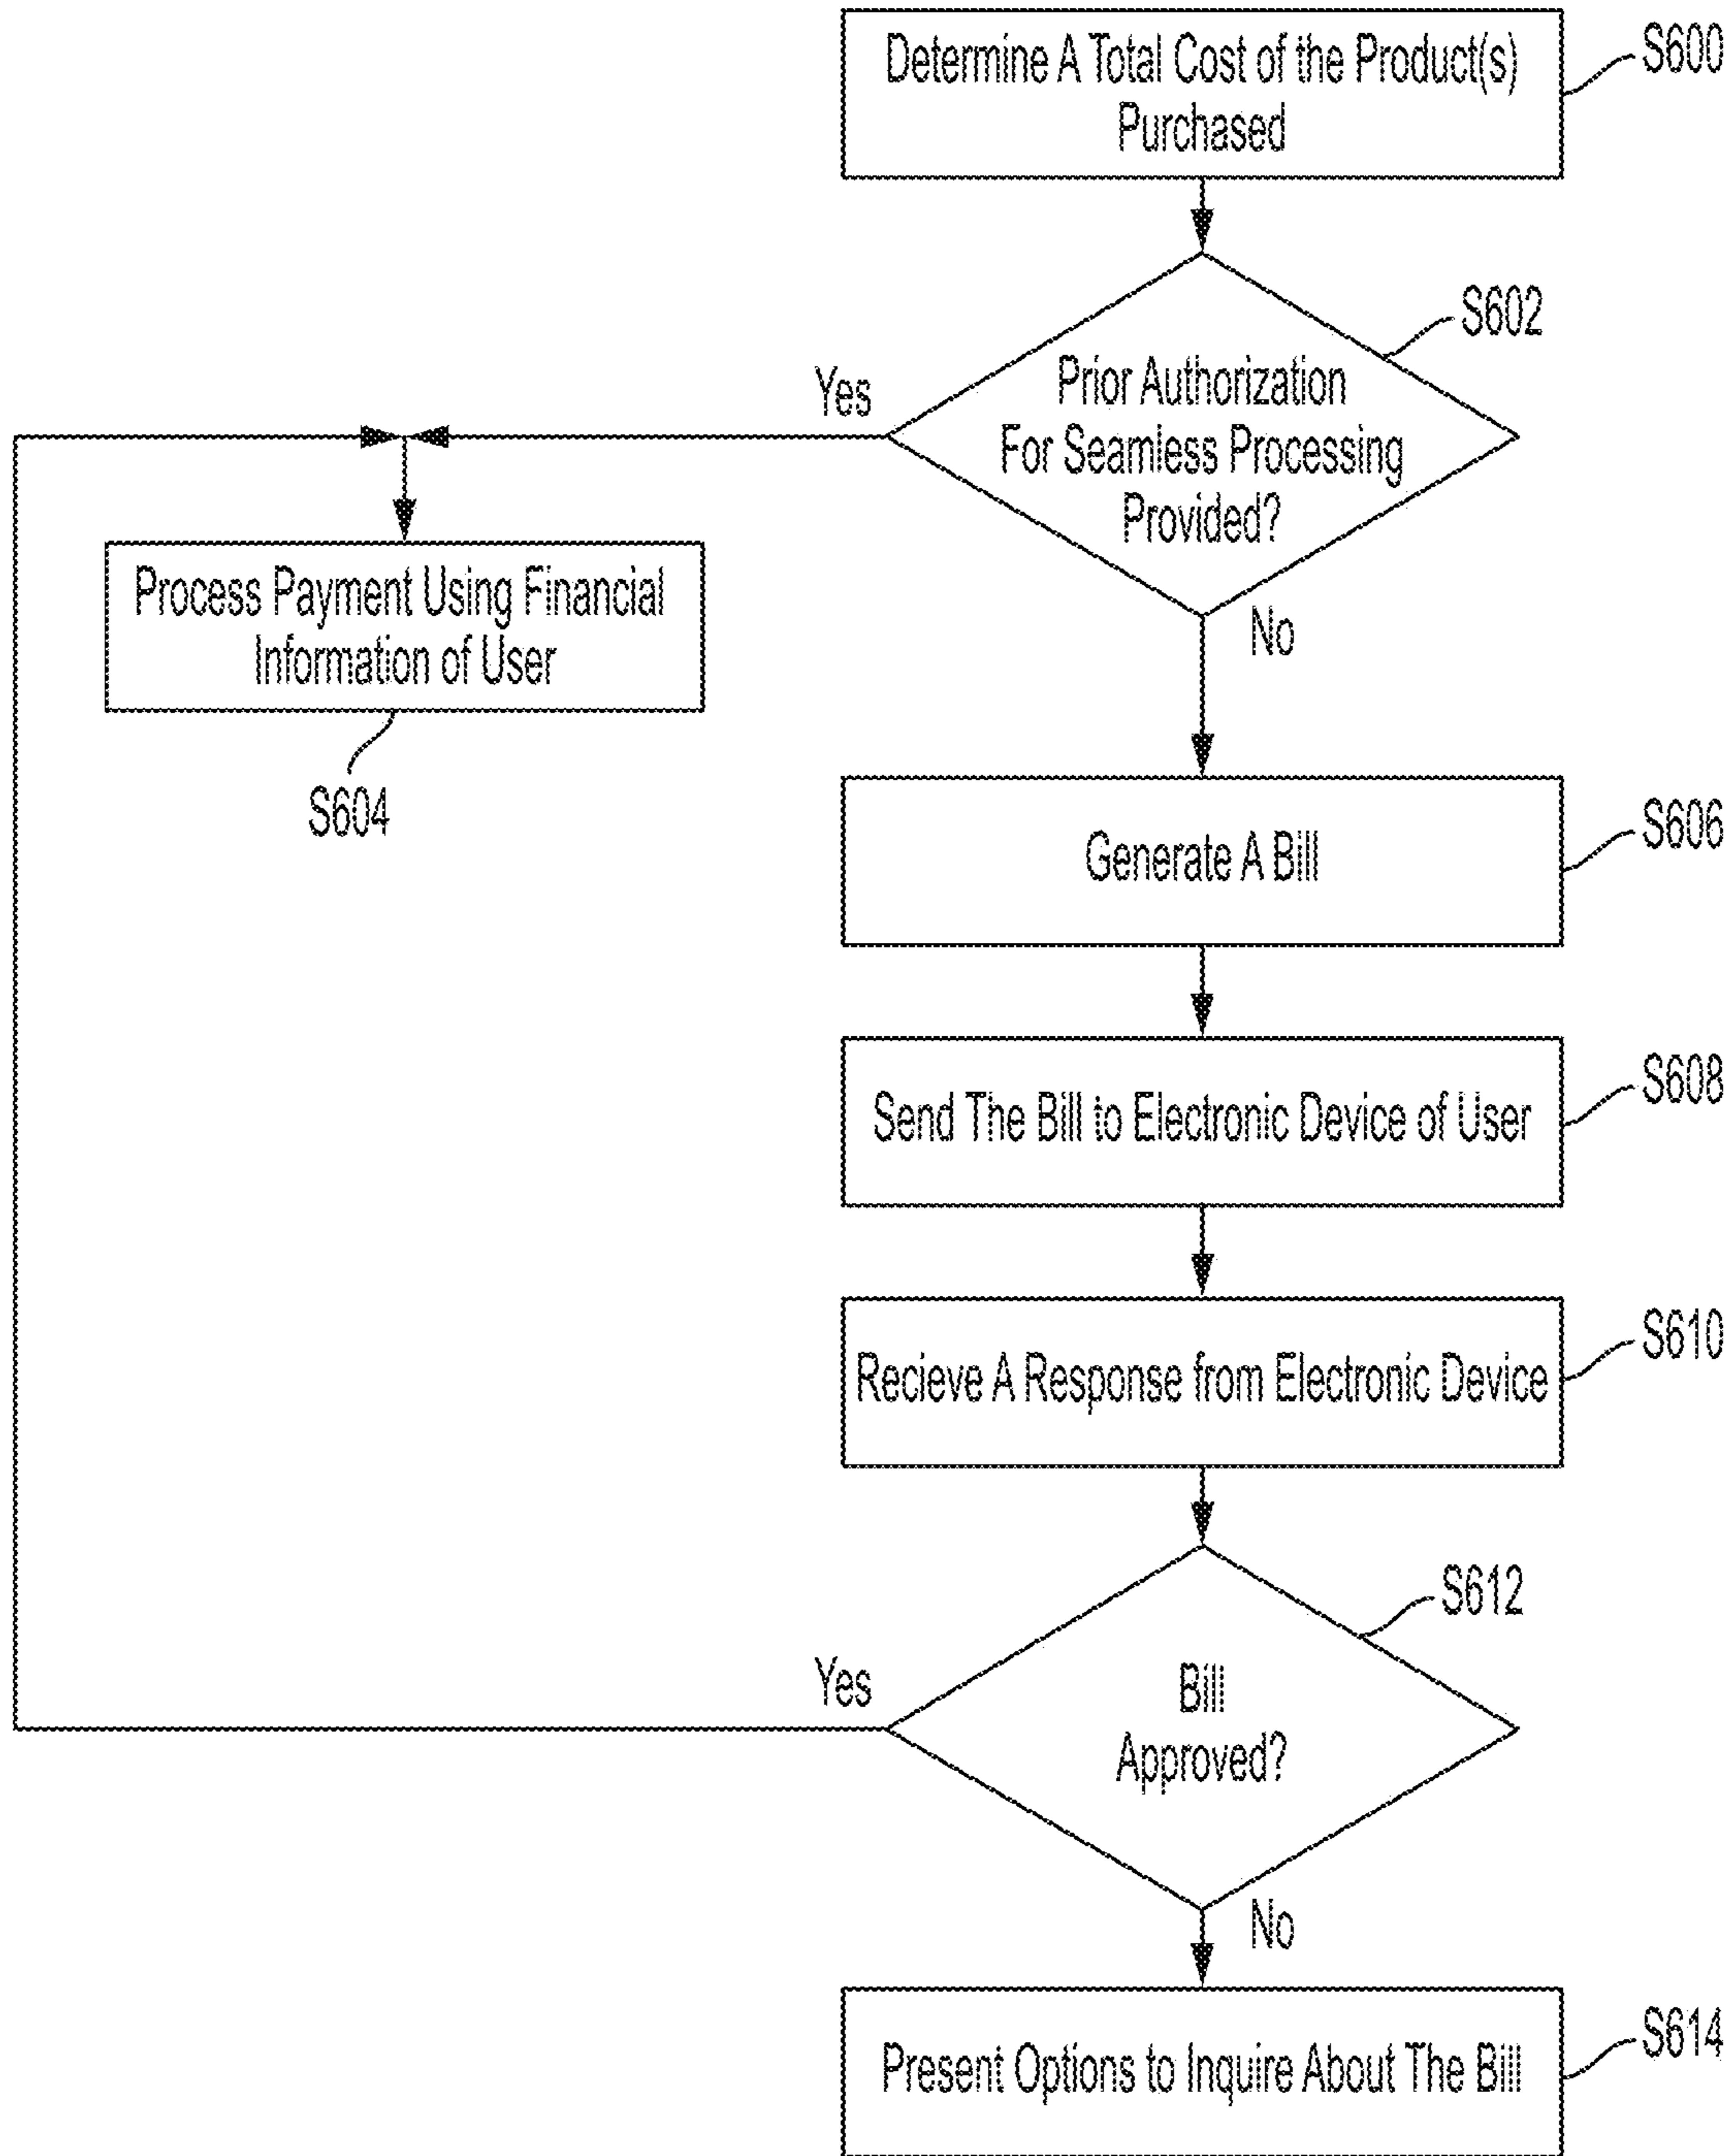 Determine A Total Cost of the Product(s)
Purchased
S600
S602
Prior Authorization
For Seamless Processing
Provided?
Yes
No
Process Payment Using Financial
Information of User
S604
Generate A Bill
S606
Send The Bill to Electronic Device of User
S608
Recieve A Response from Electronic Device
S610
S612
Bill
Approved?
Yes
No
Present Options to Inquire About The Bill
S614